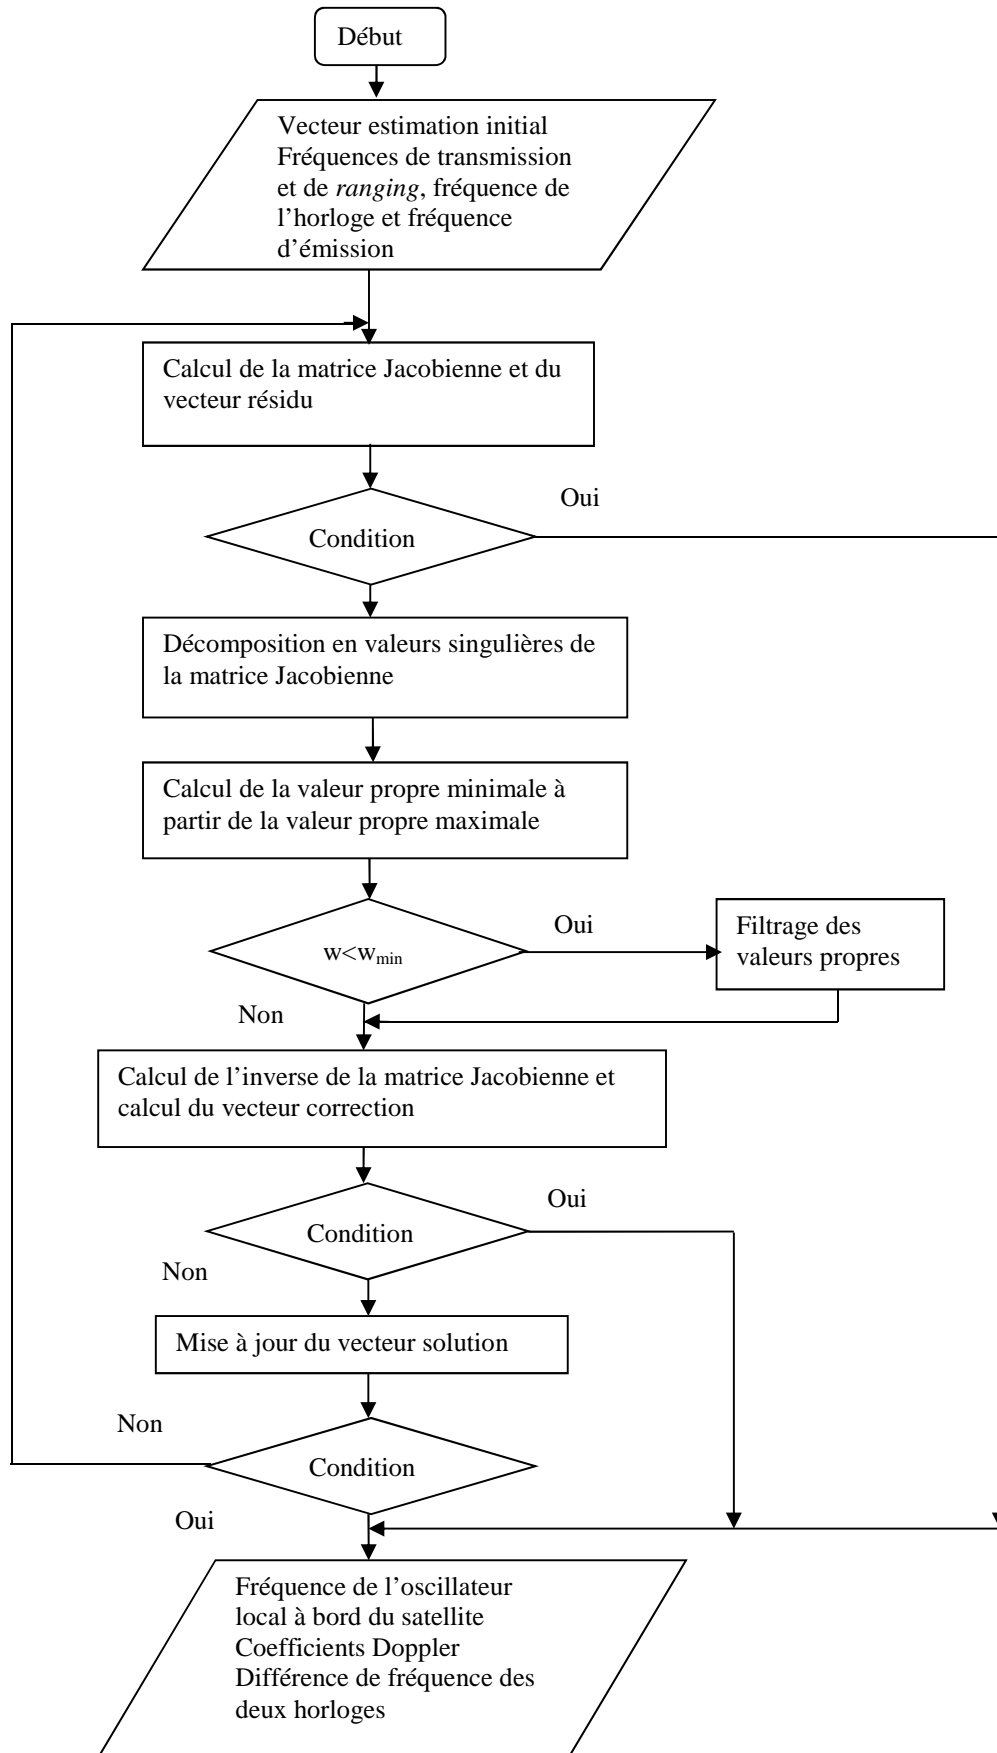 Début
Vecteur estimation initial
Fréquences de transmission
et de ranging, fréquence de
l’horloge et fréquence
d’émission
Calcul de la matrice Jacobienne et du
vecteur résidu
Oui
Condition
Décomposition en valeurs singulières de
la matrice Jacobienne
Calcul de la valeur propre minimale à
partir de la valeur propre maximale
Oui
w<wmin
Filtrage des
valeurs propres
Non
Calcul de l’inverse de la matrice Jacobienne et
calcul du vecteur correction
Oui
Condition
Non
Mise à jour du vecteur solution
Non
Condition
Oui
Fréquence de l’oscillateur
local à bord du satellite
Coefficients Doppler
Différence de fréquence des
deux horloges